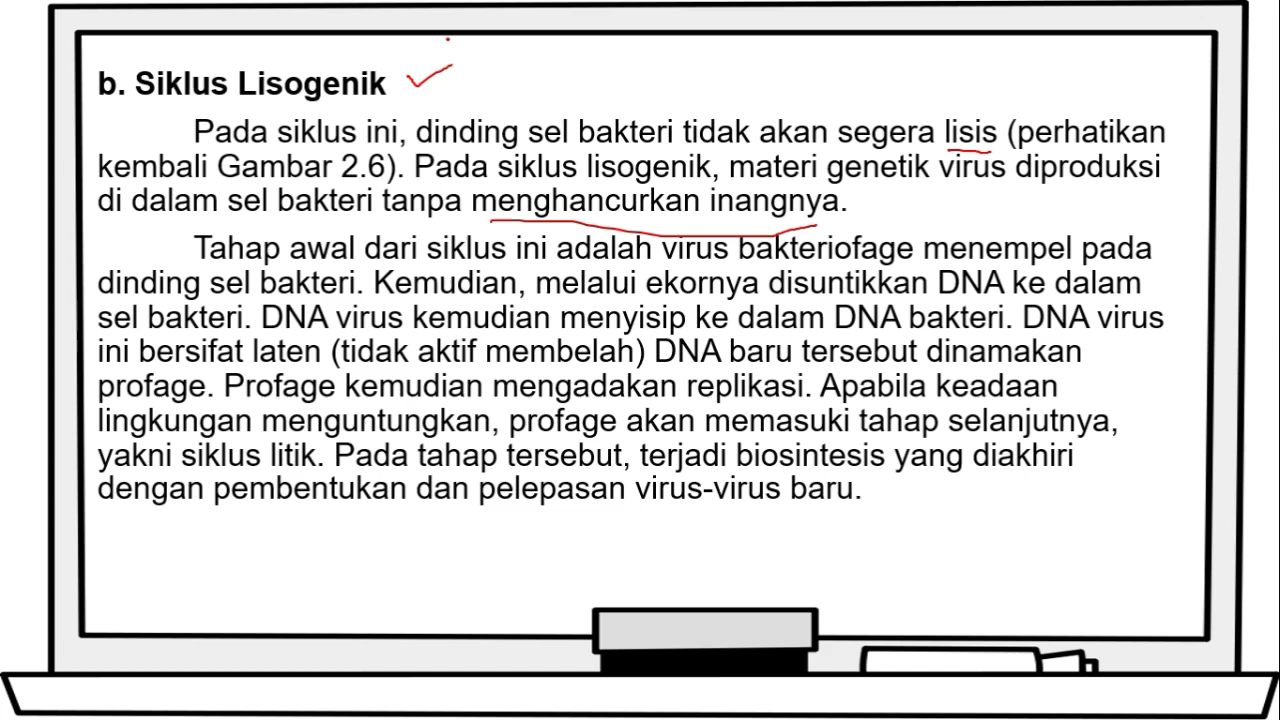 b. Siklus Lisogenik
Pada siklus ini, dinding sel bakteri tidak akan segera lisis (perhatikan
kembali Gambar 2.6). Pada siklus lisogenik, materi genetik virus diproduksi
di dalam sel bakteri tanpa menghancurkan inangnya.
Tahap awal dari siklus ini adalah virus bakteriofage menempel pada
dinding sel bakteri. Kemudian, melalui ekornya disuntikkan DNA ke dalam
sel bakteri. DNA virus kemudian menyisip ke dalam DNA bakteri. DNA virus
ini bersifat laten (tidak aktif membelah) DNA baru tersebut dinamakan
profage. Profage kemudian mengadakan replikasi. Apabila keadaan
lingkungan menguntungkan, profage akan memasuki tahap selanjutnya,
yakni siklus litik. Pada tahap tersebut, terjadi biosintesis yang diakhiri
dengan pembentukan dan pelepasan virus-virus baru.